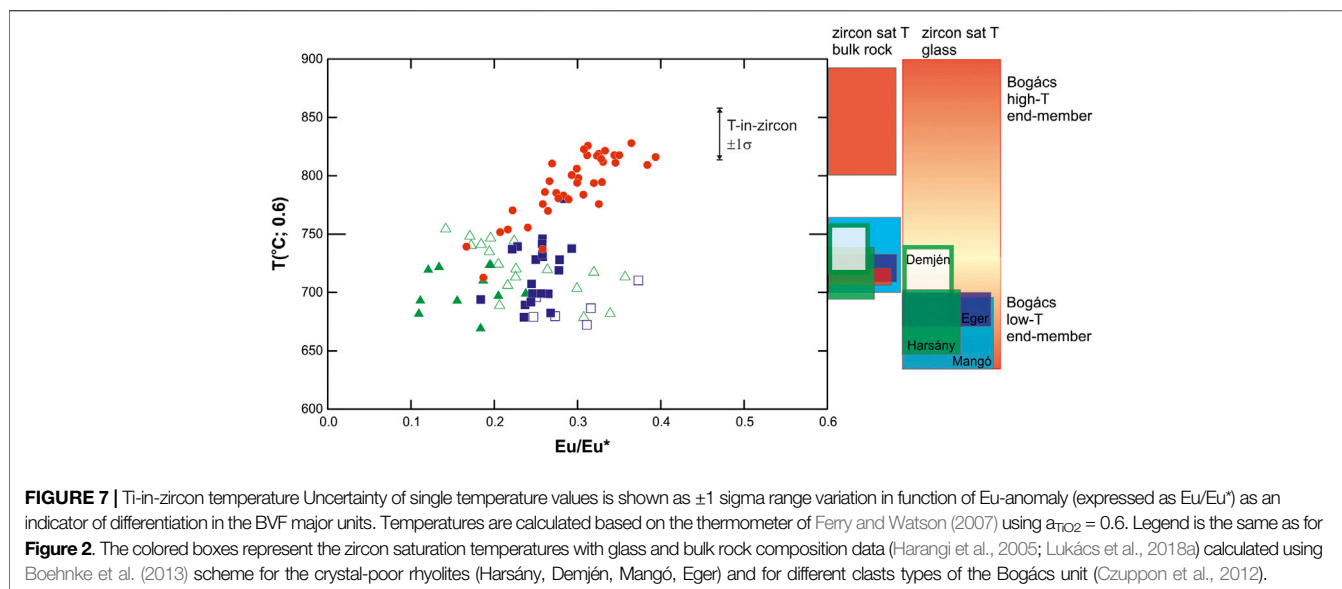 zircon sat T zircon sat T
bulk rock glass
900
850
800
750
700
650
600
T(°C; 0.6)
0.0 0.1 0.2 0.3 0.4 0.5 0.6
Eu/Eu*
T-in-zircon
±1σ
Bogács
high-T
end-member
Demjén
Eger
Harsány
Mangó
Bogács
low-T
end-member
FIGURE 7 | Ti-in-zircon temperature Uncertainty of single temperature values is shown as ±1 sigma range variation in function of Eu-anomaly (expressed as Eu/Eu*) as an
indicator of differentiation in the BVF major units. Temperatures are calculated based on the thermometer of Ferry and Watson (2007) using aTiO2 = 0.6. Legend is the same as for
Figure 2. The colored boxes represent the zircon saturation temperatures with glass and bulk rock composition data (Harangi et al., 2005; Lukács et al., 2018a) calculated using
Boehnke et al. (2013) scheme for the crystal-poor rhyolites (Harsány, Demjén, Mangó, Eger) and for different clasts types of the Bogács unit (Czuppon et al., 2012).